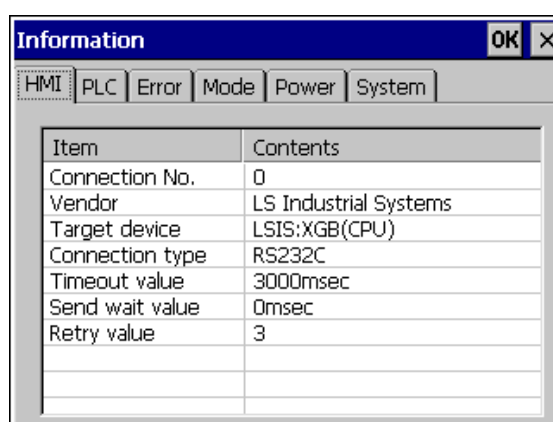 Information OK ×
HMI PLC Error Mode Power System
Item Contents
Connection No. 0
Vendor LS Industrial Systems
Target device LSIS:XGB(CPU)
Connection type RS232C
Timeout value 3000msec
Send wait value 0msec
Retry value 3